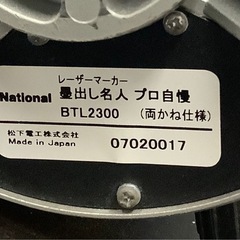 レーザーマーカー
National 墨出し名人 プロ自慢
BTL2300 (両かね仕様)
松下電工株式会社
Made in Japan 07020017